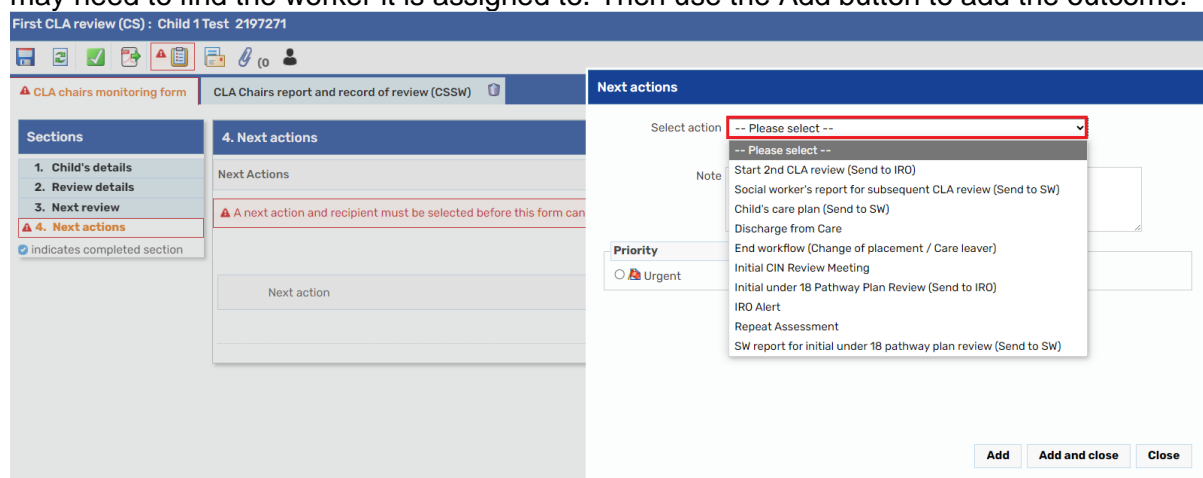 may need to find the worker it is assigned to. Then use the Add button to add the outcome.
First CLA review (CS) : Child 1 Test 2197271
(0
CLA chairs monitoring form
CLA Chairs report and record of review (CSSW)
Sections
1. Child's details
2. Review details
3. Next review
4. Next actions
indicates completed section
4. Next actions
Next Actions
A next action and recipient must be selected before this form can
Next action
Next actions
Select action
-- Please select --
-- Please select --
Start 2nd CLA review (Send to IRO)
Social worker's report for subsequent CLA review (Send to SW)
Child's care plan (Send to SW)
Discharge from Care
End workflow (Change of placement / Care leaver)
Initial CIN Review Meeting
Initial under 18 Pathway Plan Review (Send to IRO)
IRO Alert
Repeat Assessment
SW report for initial under 18 pathway plan review (Send to SW)
Note
Priority
Urgent
Add
Add and close
Close